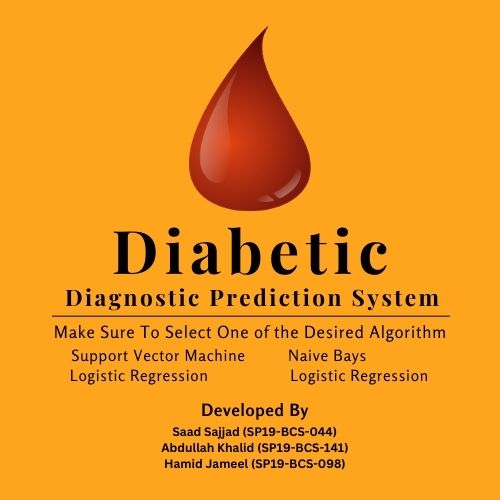 Diabetic
Diagnostic Prediction System
Make Sure To Select One of the Desired Algorithm
Support Vector Machine Naive Bays
Logistic Regression Logistic Regression
Developed By
Saad Sajjad (SP19-BCS-044)
Abdullah Khalid (SP19-BCS-141)
Hamid Jameel (SP19-BCS-098)